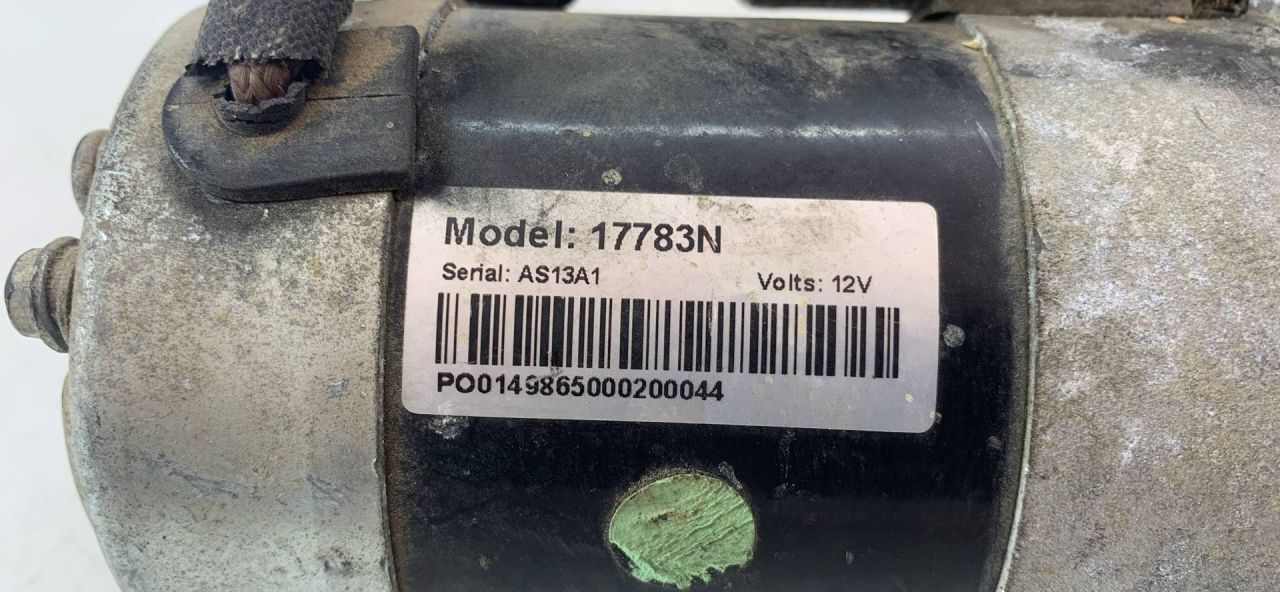 Model: 17783N
Serial: AS13A1 Volts: 12V
PO0149865000200044